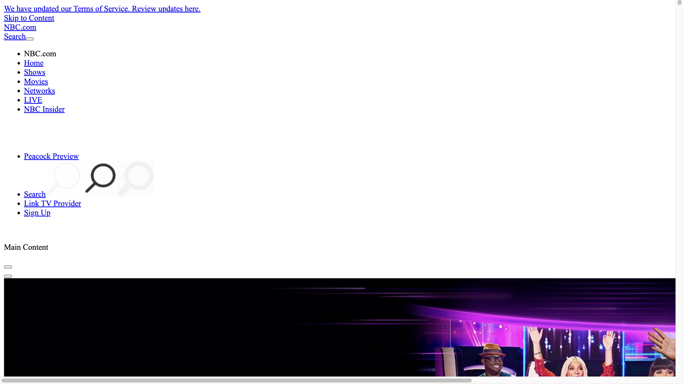 We have updated our Terms of Service. Review updates here.
Skip to Content
NBC.com
Search
NBC.com
Home
Shows
Movies
Networks
LIVE
NBC Insider
Peacock Preview
Search
Link TV Provider
Sign Up
Main Content